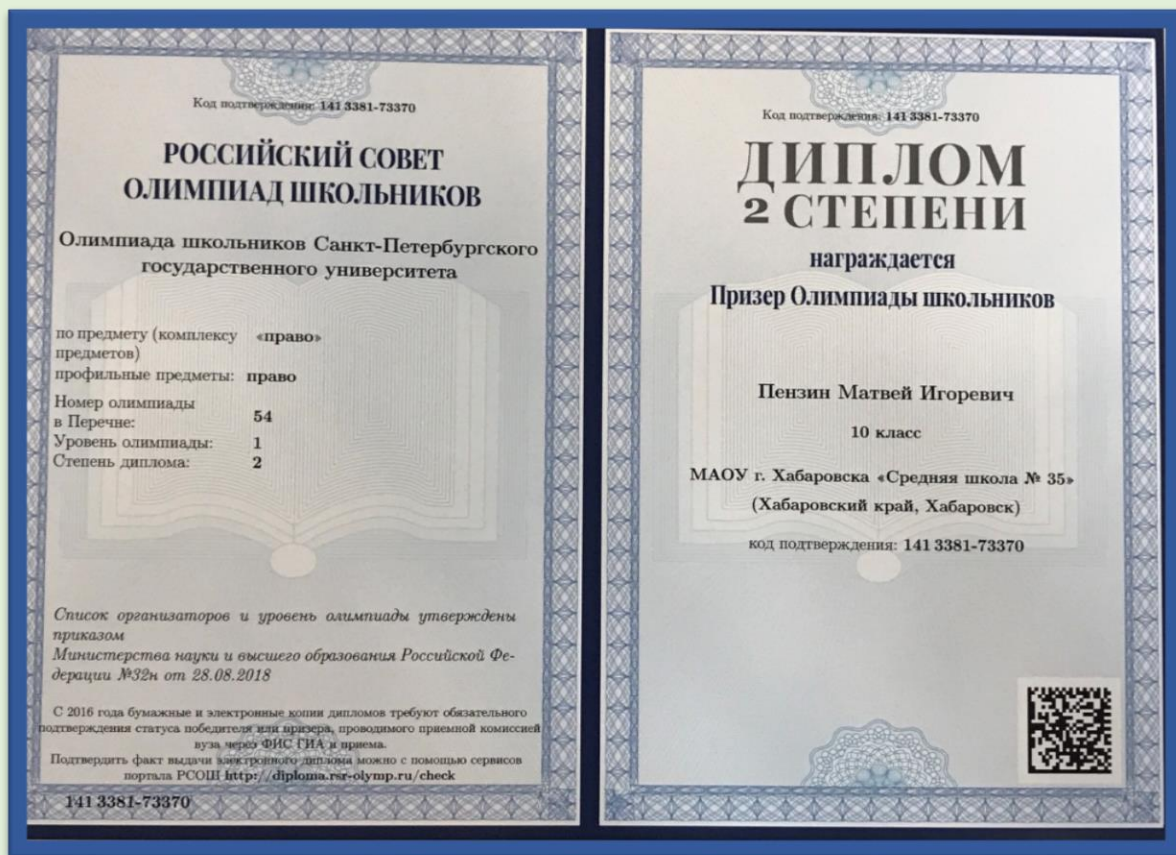 Код подтверждения: 141 3381-73370
РОССИЙСКИЙ СОВЕТ
ОЛИМПИАД ШКОЛЬНИКОВ
Олимпиада школьников Санкт-Петербургского
государственного университета
по предмету (комплексу «право»
предметов)
профильные предметы: право
Номер олимпиады
в Перечне: 54
Уровень олимпиады: 1
Степень диплома: 2
Список организаторов и уровень олимпиады утверждены
приказом
Министерства науки и высшего образования Российской Фе-
дерации №32н от 28.08.2018
С 2016 года бумажные и электронные копии дипломов требуют обязательного
подтверждения статуса победителя или призера, проводимого приемной комиссией
вуза через ФИС ГИА и приема.
Подтвердить факт выдачи электронного диплома можно с помощью сервисов
портала РСОШ http://diploma.rsr-olymp.ru/check
141 3381-73370
Код подтверждения: 141 3381-73370
ДИПЛОМ
2 СТЕПЕНИ
награждается
Призер Олимпиады школьников
Пензин Матвей Игоревич
10 класс
МАОУ г. Хабаровска «Средняя школа № 35»
(Хабаровский край, Хабаровск)
код подтверждения: 141 3381-73370